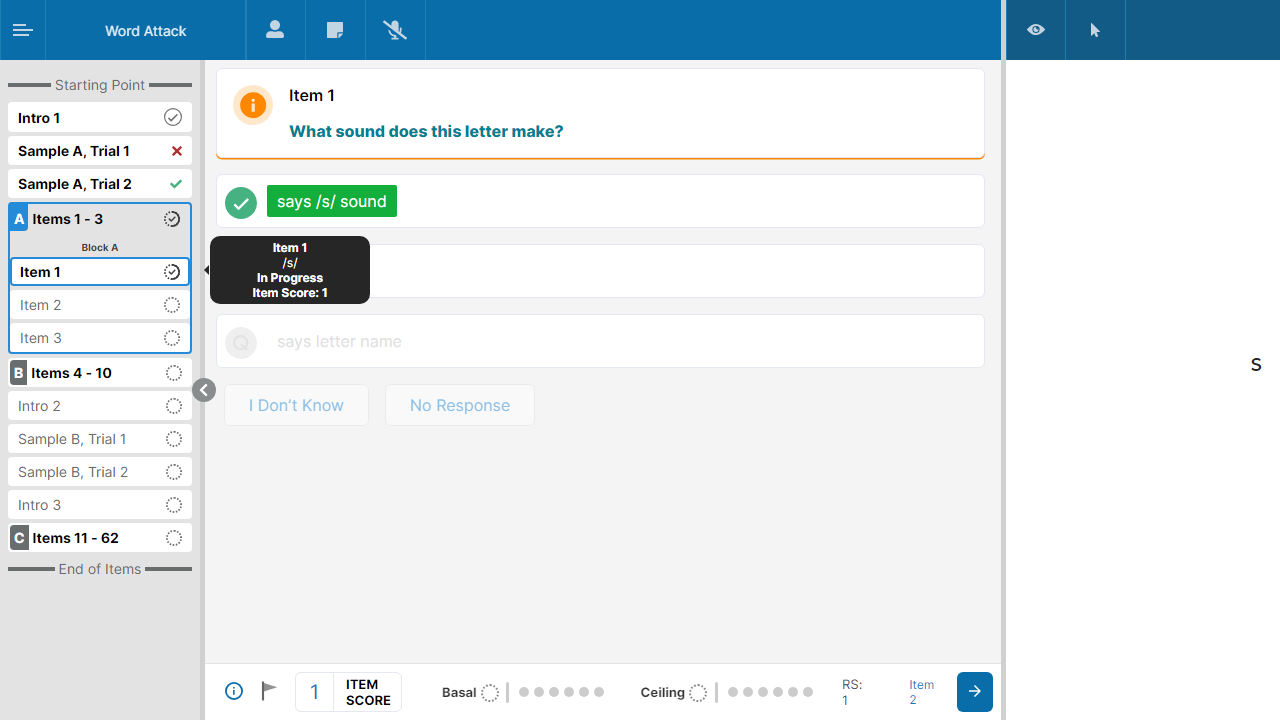 Word Attack
Starting Point
Intro 1
Sample A, Trial 1
Sample A, Trial 2
A Items 1 - 3
Block A
Item 1
Item 2
Item 3
B Items 4 - 10
Intro 2
Sample B, Trial 1
Sample B, Trial 2
Intro 3
C Items 11 - 62
End of Items
Item 1
What sound does this letter make?
says /s/ sound
Item 1
/s/
In Progress
Item Score: 1
Q says letter name
I Don’t Know
No Response
1 ITEM SCORE
Basal
Ceiling
RS:
1
Item
2
s